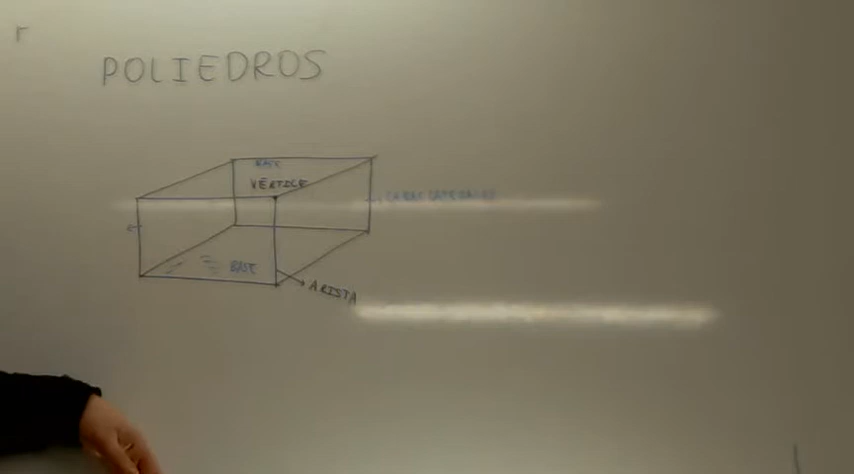 POLIEDROS
BASE
VÉRTICE
CARAS LATERALES
BASE
ARISTA